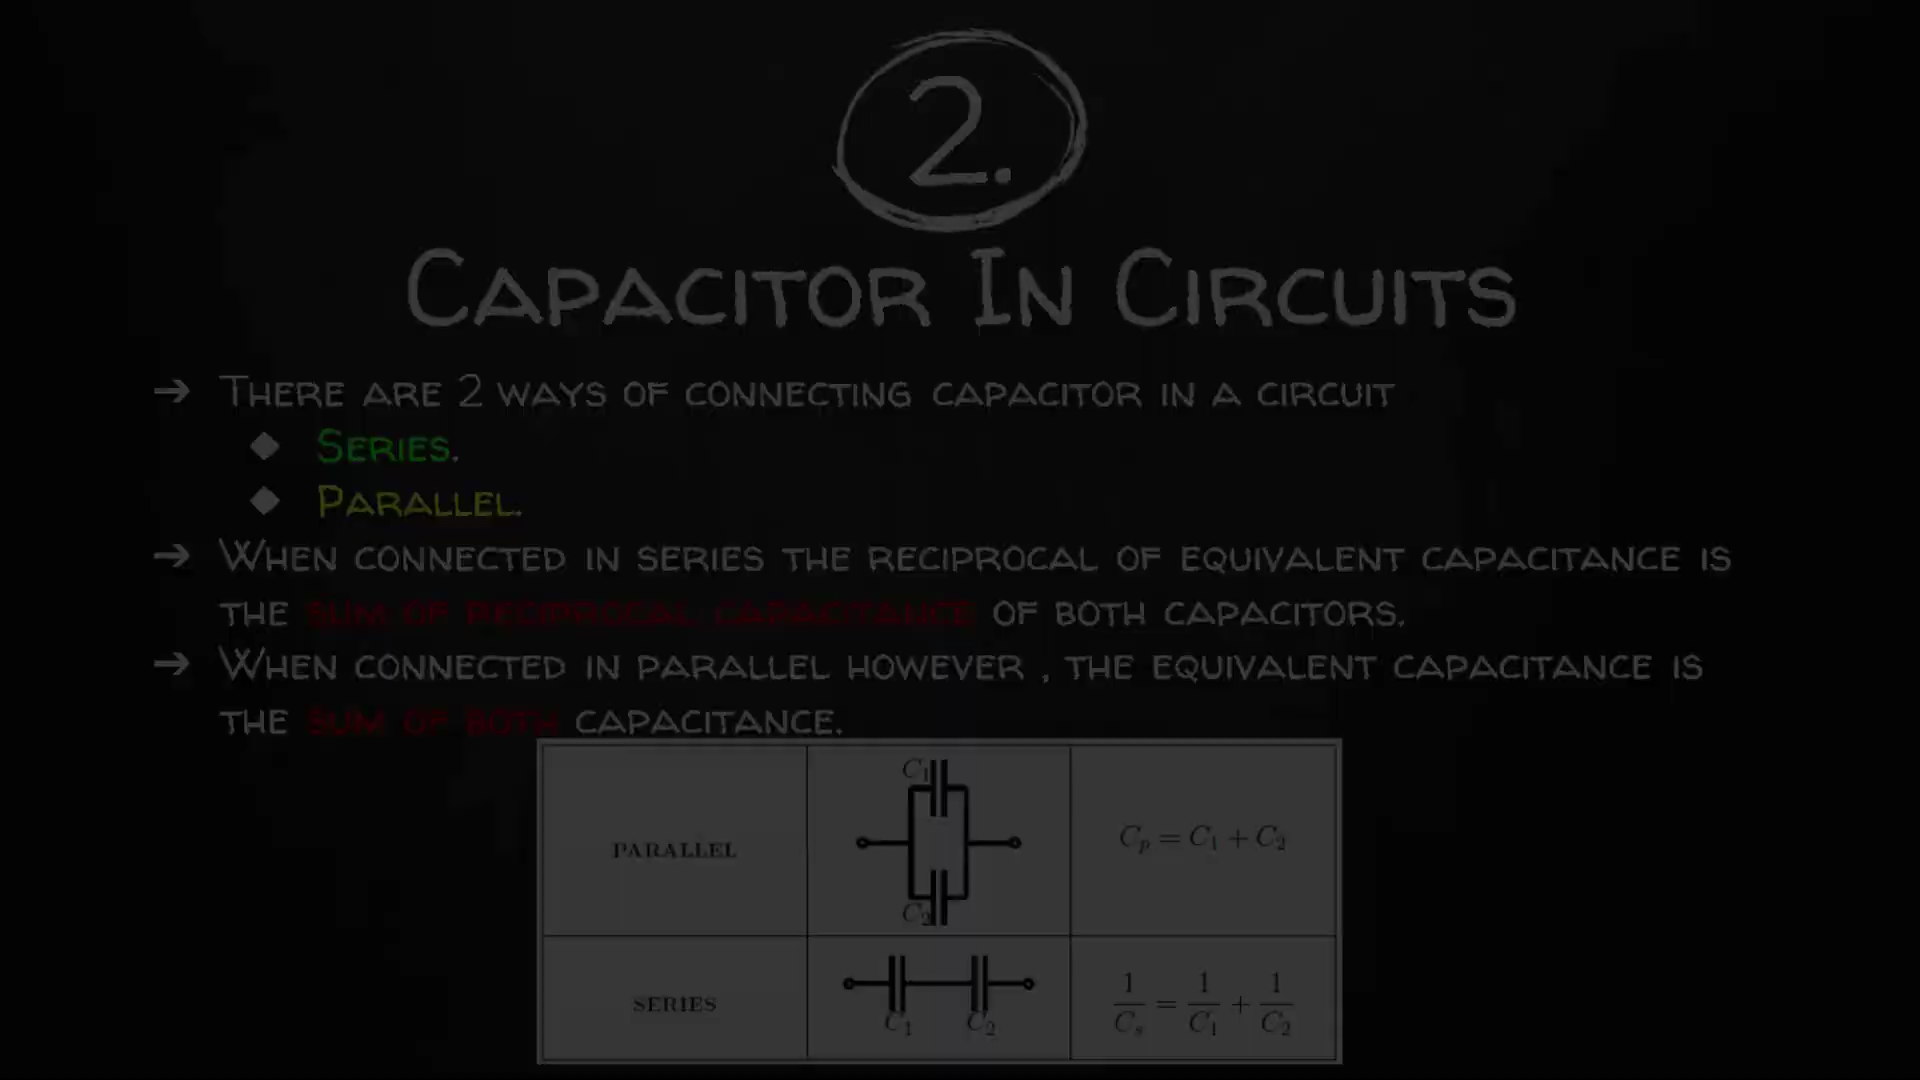 2.
CAPACITOR IN CIRCUITS
➔ THERE ARE 2 WAYS OF CONNECTING CAPACITOR IN A CIRCUIT
◆ SERIES.
◆ PARALLEL.
➔ WHEN CONNECTED IN SERIES THE RECIPROCAL OF EQUIVALENT CAPACITANCE IS
THE SUM OF RECIPROCAL CAPACITANCE OF BOTH CAPACITORS.
➔ WHEN CONNECTED IN PARALLEL HOWEVER , THE EQUIVALENT CAPACITANCE IS
THE SUM OF BOTH CAPACITANCE.
C₁
PARALLEL
Cₚ = C₁ + C₂
C₂
SERIES
C₁ C₂
1/Cₛ = 1/C₁ + 1/C₂